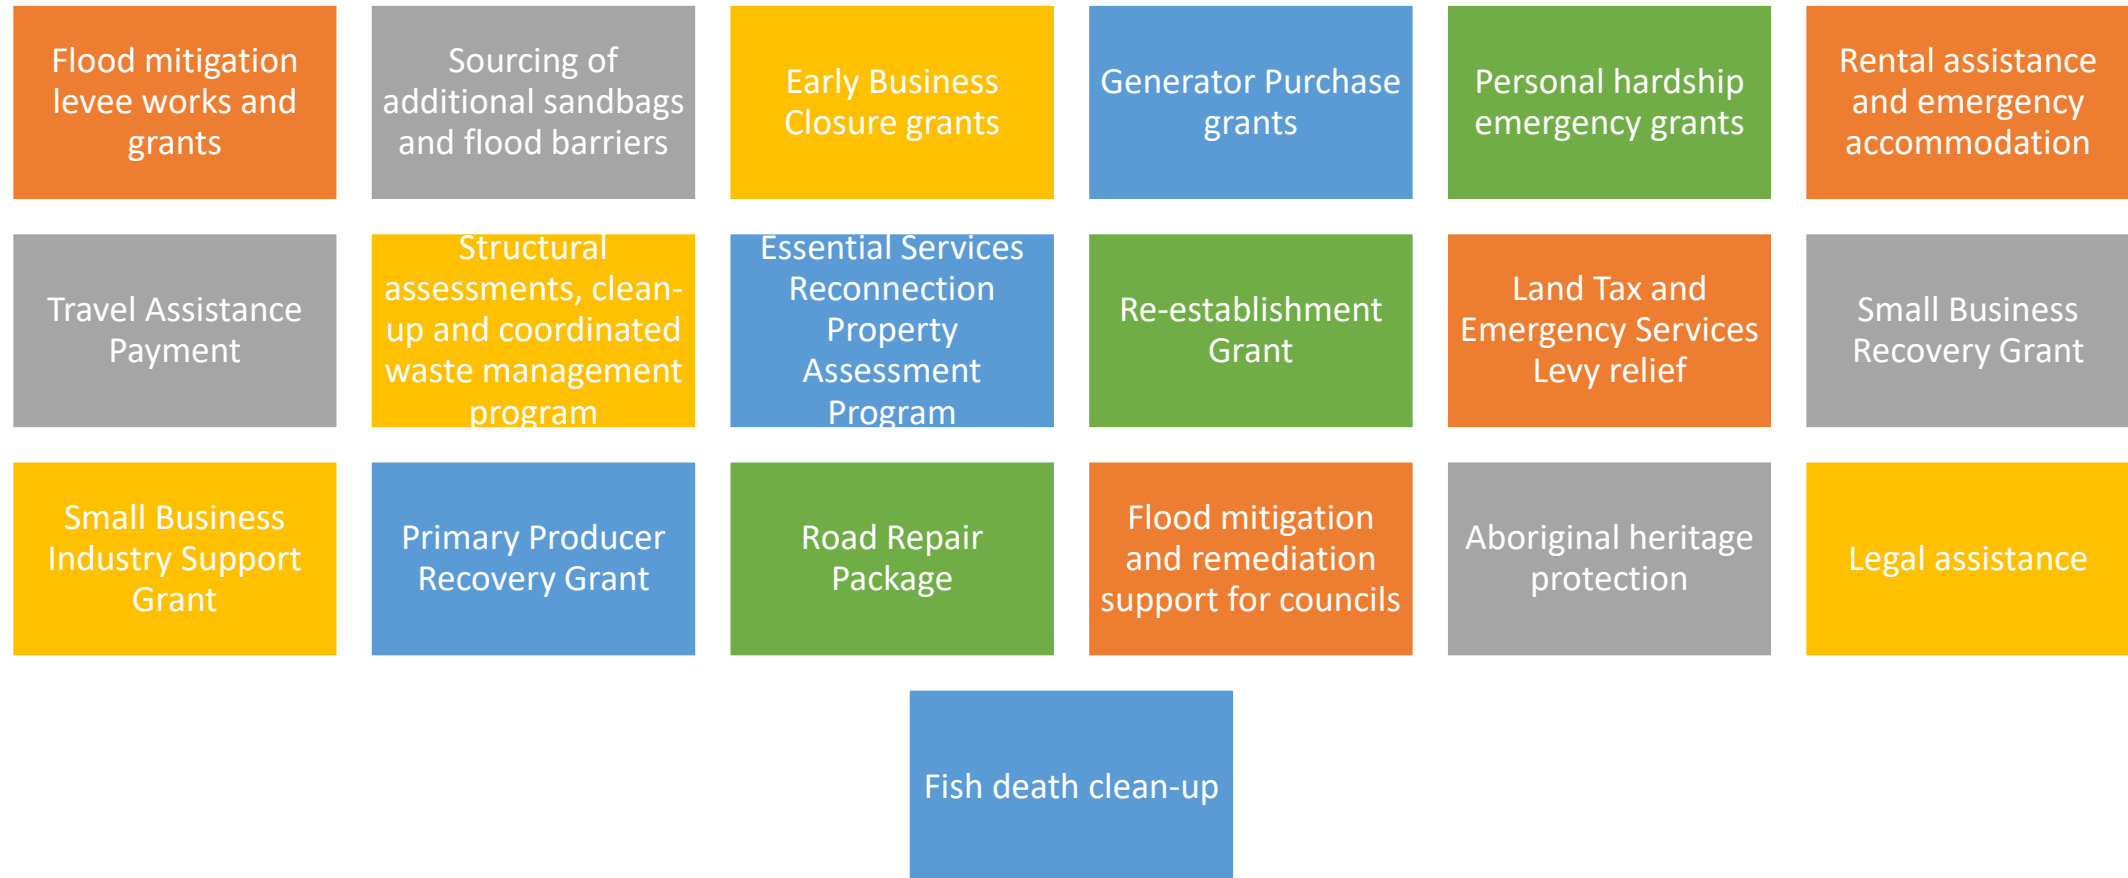 Flood mitigation
levee works and
grants
Sourcing of
additional sandbags
and flood barriers
Early Business
Closure grants
Generator Purchase
grants
Personal hardship
emergency grants
Rental assistance
and emergency
accommodation
Travel Assistance
Payment
Structural
assessments, clean-
up and coordinated
waste management
program
Essential Services
Reconnection
Property
Assessment
Program
Re-establishment
Grant
Land Tax and
Emergency Services
Levy relief
Small Business
Recovery Grant
Small Business
Industry Support
Grant
Primary Producer
Recovery Grant
Road Repair
Package
Flood mitigation
and remediation
support for councils
Aboriginal heritage
protection
Legal assistance
Fish death clean-up